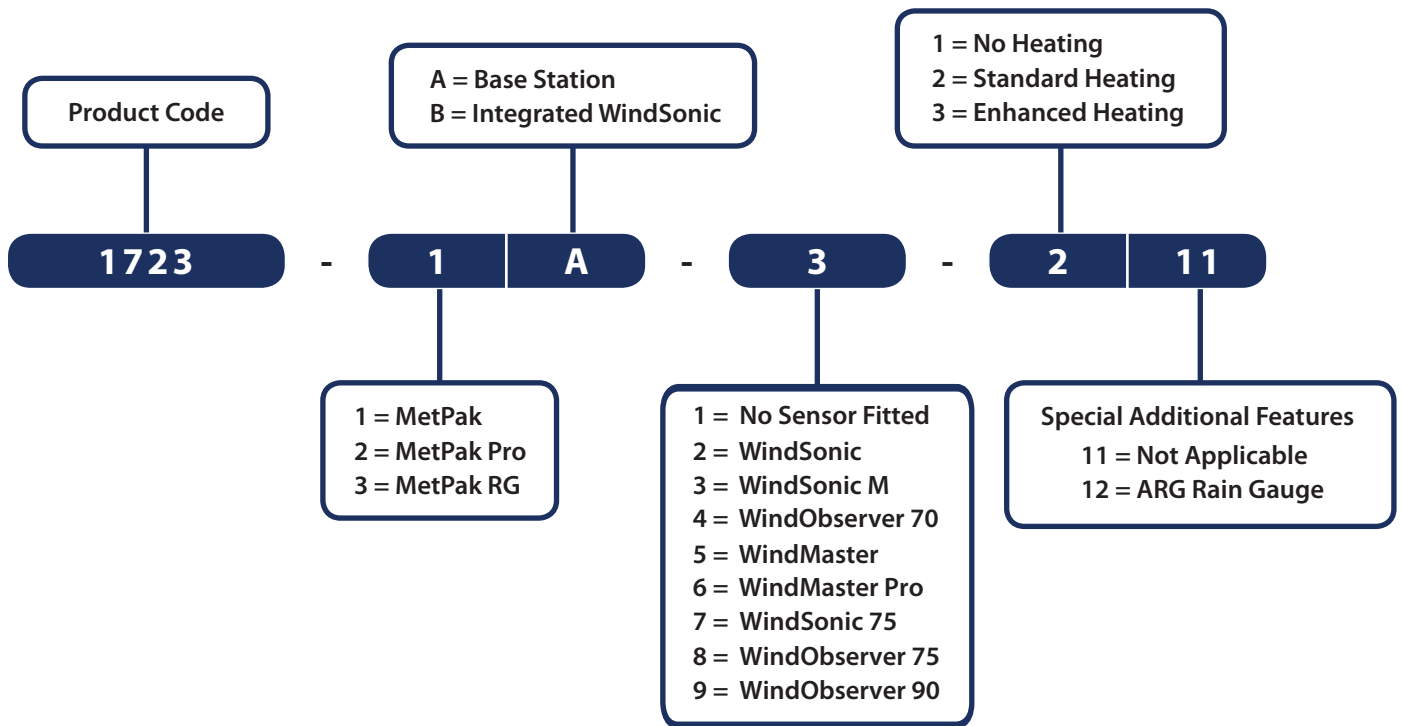 Product Code
A = Base Station
B = Integrated WindSonic
1 = No Heating
2 = Standard Heating
3 = Enhanced Heating
1723 - 1 A - 3 - 2 11
1 = MetPak
2 = MetPak Pro
3 = MetPak RG
1 = No Sensor Fitted
2 = WindSonic
3 = WindSonic M
4 = WindObserver 70
5 = WindMaster
6 = WindMaster Pro
7 = WindSonic 75
8 = WindObserver 75
9 = WindObserver 90
Special Additional Features
11 = Not Applicable
12 = ARG Rain Gauge